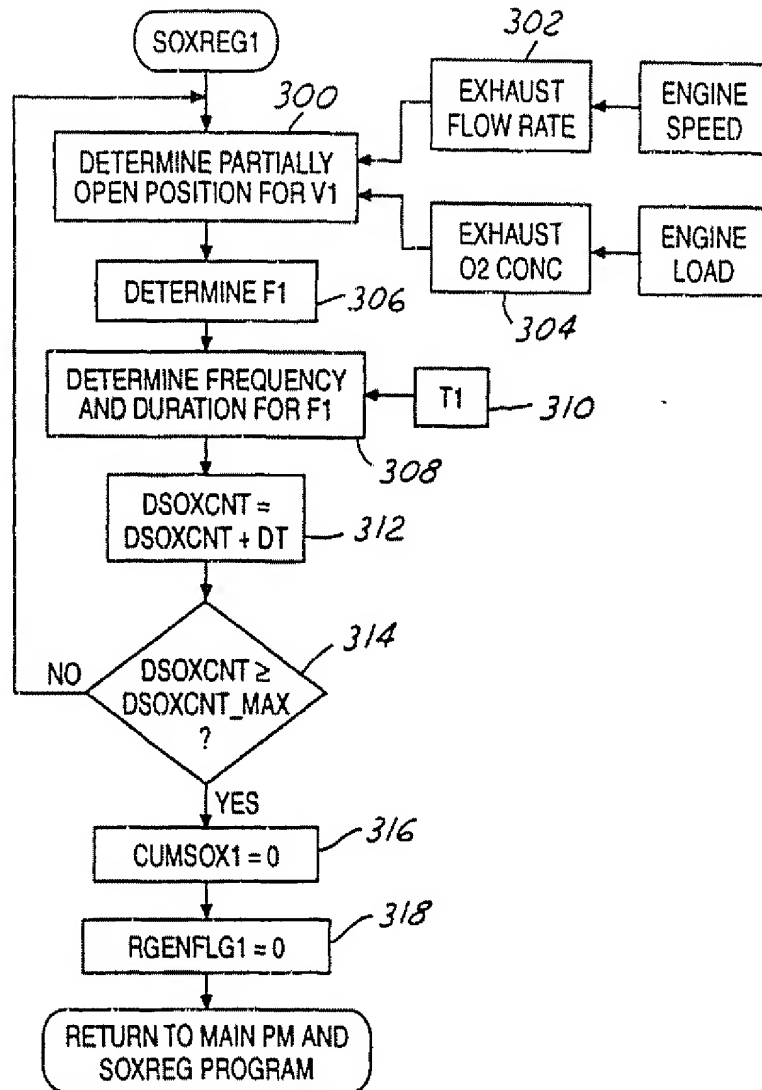 SOXREG1
300
DETERMINE PARTIALLY
OPEN POSITION FOR V1
302
EXHAUST
FLOW RATE
ENGINE
SPEED
EXHAUST
O2 CONC
304
ENGINE
LOAD
DETERMINE F1
306
DETERMINE FREQUENCY
AND DURATION FOR F1
308
T1
310
DSOXCNT =
DSOXCNT + DT
312
DSOXCNT ≥
DSOXCNT_MAX
?
314
NO
YES
CUMSOX1 = 0
316
RGENFLG1 = 0
318
RETURN TO MAIN PM AND
SOXREG PROGRAM